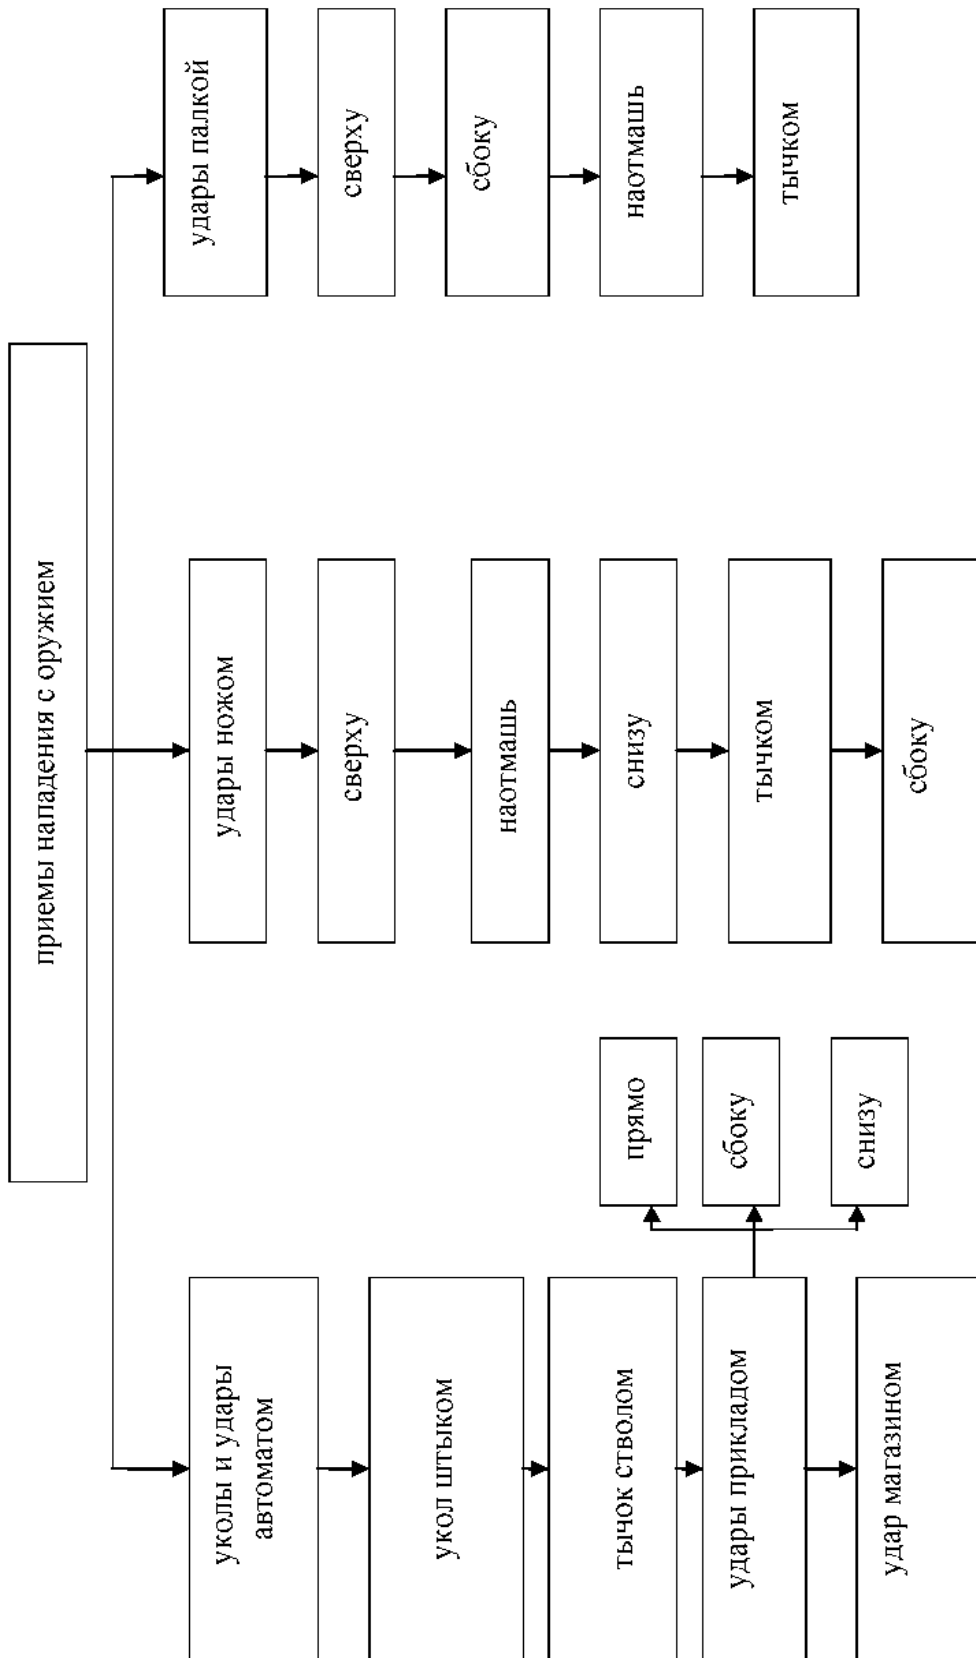 приемы нападения с оружием
уколы и удары
автоматом
укол штыком
тычок стволом
удары прикладом
прямо
сбоку
снизу
удар магазином
удары ножом
сверху
наотмашь
снизу
тычком
сбоку
удары палкой
сверху
сбоку
наотмашь
тычком